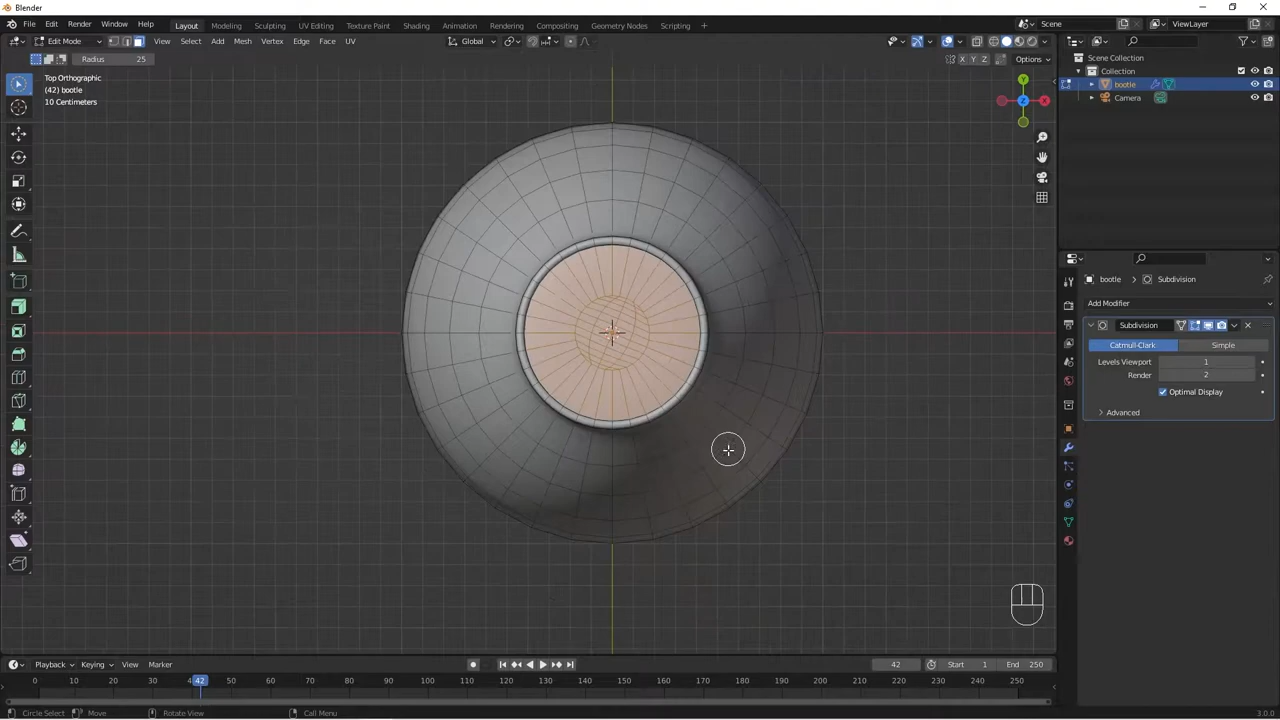 Blender
File Edit Render Window Help
Layout Modeling Sculpting UV Editing Texture Paint Shading Animation Rendering Compositing Geometry Nodes Scripting +
Scene
ViewLayer
Edit Mode View Select Add Mesh Vertex Edge Face UV
Global
Radius 25
X Y Z Options
Top Orthographic
(42) bootle
10 Centimeters
Y
Z
X
Scene Collection
Collection
bootle
Camera
bootle > Subdivision
Add Modifier
Subdivision
Catmull-Clark Simple
Levels Viewport 1
Render 2
Optimal Display
Advanced
Playback Keying View Marker
42 Start 1 End 250
0 10 20 30 4 42 50 60 70 80 90 100 110 120 130 140 150 160 170 180 190 200 210 220 230 240 250
Circle Select Move Rotate View Call Menu
3.0.0